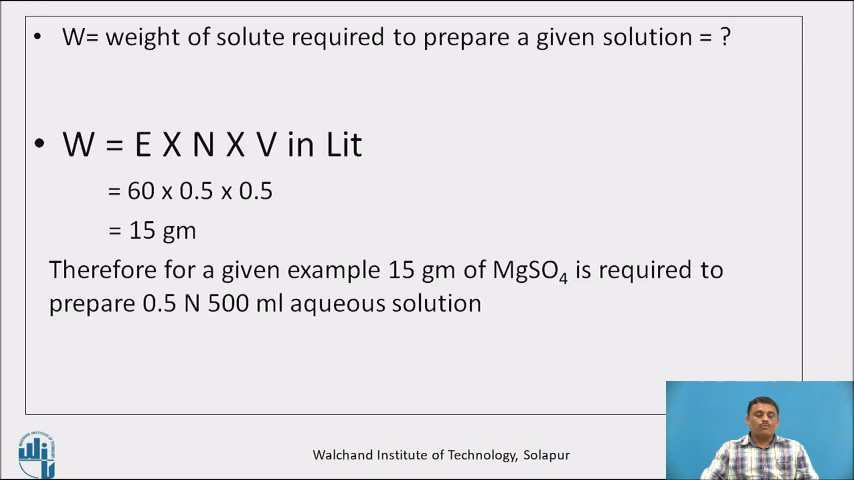 • W= weight of solute required to prepare a given solution = ?
• W = E X N X V in Lit
= 60 x 0.5 x 0.5
= 15 gm
Therefore for a given example 15 gm of MgSO₄ is required to
prepare 0.5 N 500 ml aqueous solution
Walchand Institute of Technology, Solapur